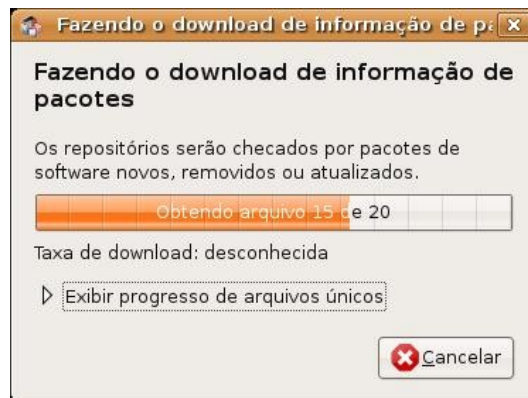 Fazendo o download de informação de pa
Fazendo o download de informação de
pacotes
Os repositórios serão checados por pacotes de
software novos, removidos ou atualizados.
Obtendo arquivo 15 de 20
Taxa de download: desconhecida
Exibir progresso de arquivos únicos
Cancelar